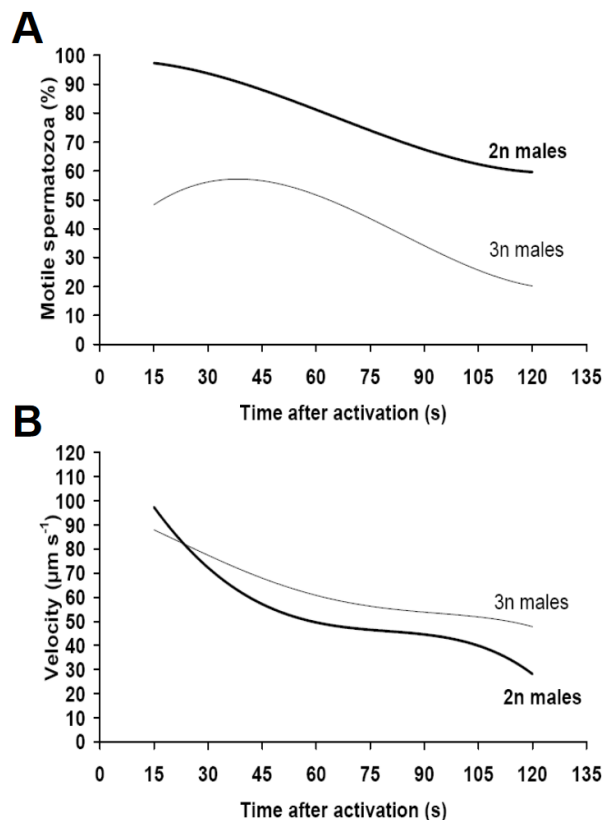 A
Motile spermatozoa (%)
100
90
80
70
60
50
40
30
20
10
0
2n males
3n males
0 15 30 45 60 75 90 105 120 135
Time after activation (s)
B
Velocity (µm s⁻¹)
120
110
100
90
80
70
60
50
40
30
20
10
0
3n males
2n males
0 15 30 45 60 75 90 105 120 135
Time after activation (s)